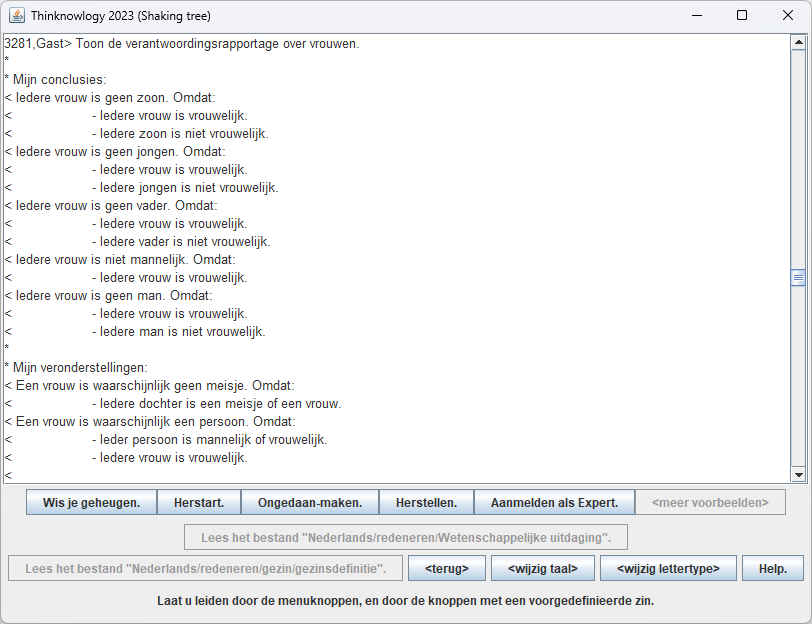 Thinknowlogy 2023 (Shaking tree)
3281,Gast> Toon de verantwoordingsrapportage over vrouwen.
*
* Mijn conclusies:
< Iedere vrouw is geen zoon. Omdat:
< - Iedere vrouw is vrouwelijk.
< - Iedere zoon is niet vrouwelijk.
< Iedere vrouw is geen jongen. Omdat:
< - Iedere vrouw is vrouwelijk.
< - Iedere jongen is niet vrouwelijk.
< Iedere vrouw is geen vader. Omdat:
< - Iedere vrouw is vrouwelijk.
< - Iedere vader is niet vrouwelijk.
< Iedere vrouw is niet mannelijk. Omdat:
< - Iedere vrouw is vrouwelijk.
< Iedere vrouw is geen man. Omdat:
< - Iedere vrouw is vrouwelijk.
< - Iedere man is niet vrouwelijk.
*
* Mijn veronderstellingen:
< Een vrouw is waarschijnlijk geen meisje. Omdat:
< - Iedere dochter is een meisje of een vrouw.
< Een vrouw is waarschijnlijk een persoon. Omdat:
< - Ieder persoon is mannelijk of vrouwelijk.
< - Iedere vrouw is vrouwelijk.
<
Wis je geheugen. Herstart. Ongedaan-maken. Herstellen. Aanmelden als Expert. <meer voorbeelden>
Lees het bestand "Nederlands/redeneren/Wetenschappelijke uitdaging".
Lees het bestand "Nederlands/redeneren/gezin/gezinsdefinitie". <terug> <wijzig taal> <wijzig lettertype> Help.
Laat u leiden door de menuknoppen, en door de knoppen met een voorgedefinieerde zin.